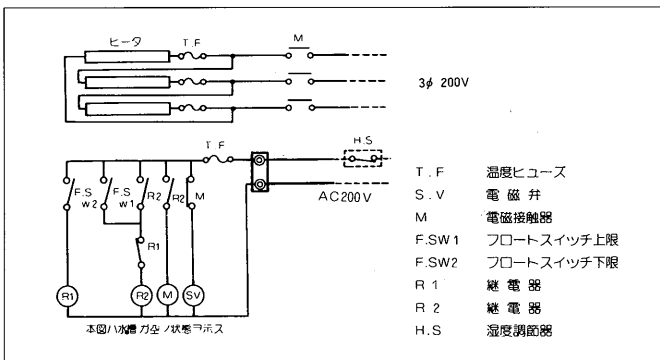 ヒータ
T.F
M
3φ 200V
T.F
H.S
AC200V
F.S
W2
F.S
W1
R2
R2
M
R1
R1
R2
M
SV
本図ハ水槽ガ空ノ状態ヲ示ス
T.F 温度ヒューズ
S.V 電磁弁
M 電磁接触器
F.SW1 フロートスイッチ上限
F.SW2 フロートスイッチ下限
R1 継電器
R2 継電器
H.S 湿度調節器